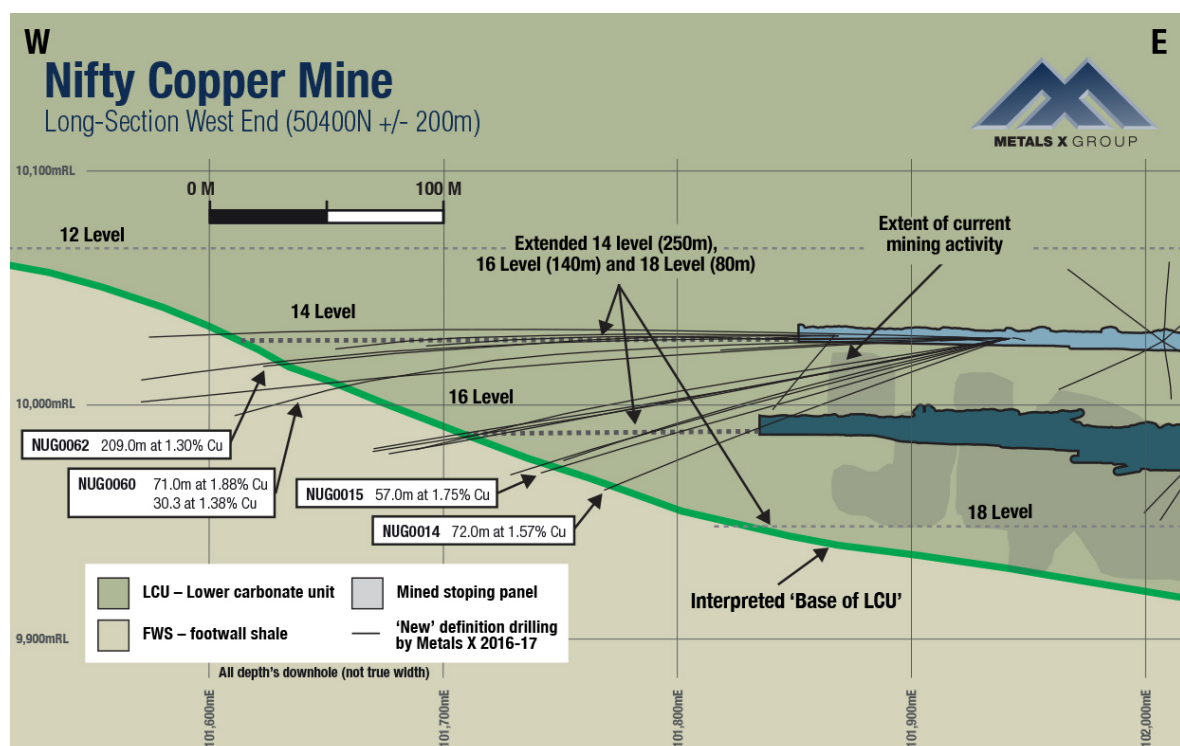 W
E
Nifty Copper Mine
Long-Section West End (50400N +/- 200m)
METALS X GROUP
10,100mRL
0 M
100 M
12 Level
Extended 14 level (250m),
16 Level (140m) and 18 Level (80m)
Extent of current
mining activity
14 Level
10,000mRL
16 Level
NUG0062 209.0m at 1.30% Cu
NUG0060 71.0m at 1.88% Cu
30.3 at 1.38% Cu
NUG0015 57.0m at 1.75% Cu
NUG0014 72.0m at 1.57% Cu
18 Level
Interpreted ‘Base of LCU’
LCU – Lower carbonate unit
Mined stoping panel
FWS – footwall shale
‘New’ definition drilling
by Metals X 2016-17
9,900mRL
All depth’s downhole (not true width)
101,600mE
101,700mE
101,800mE
101,900mE
102,000mE